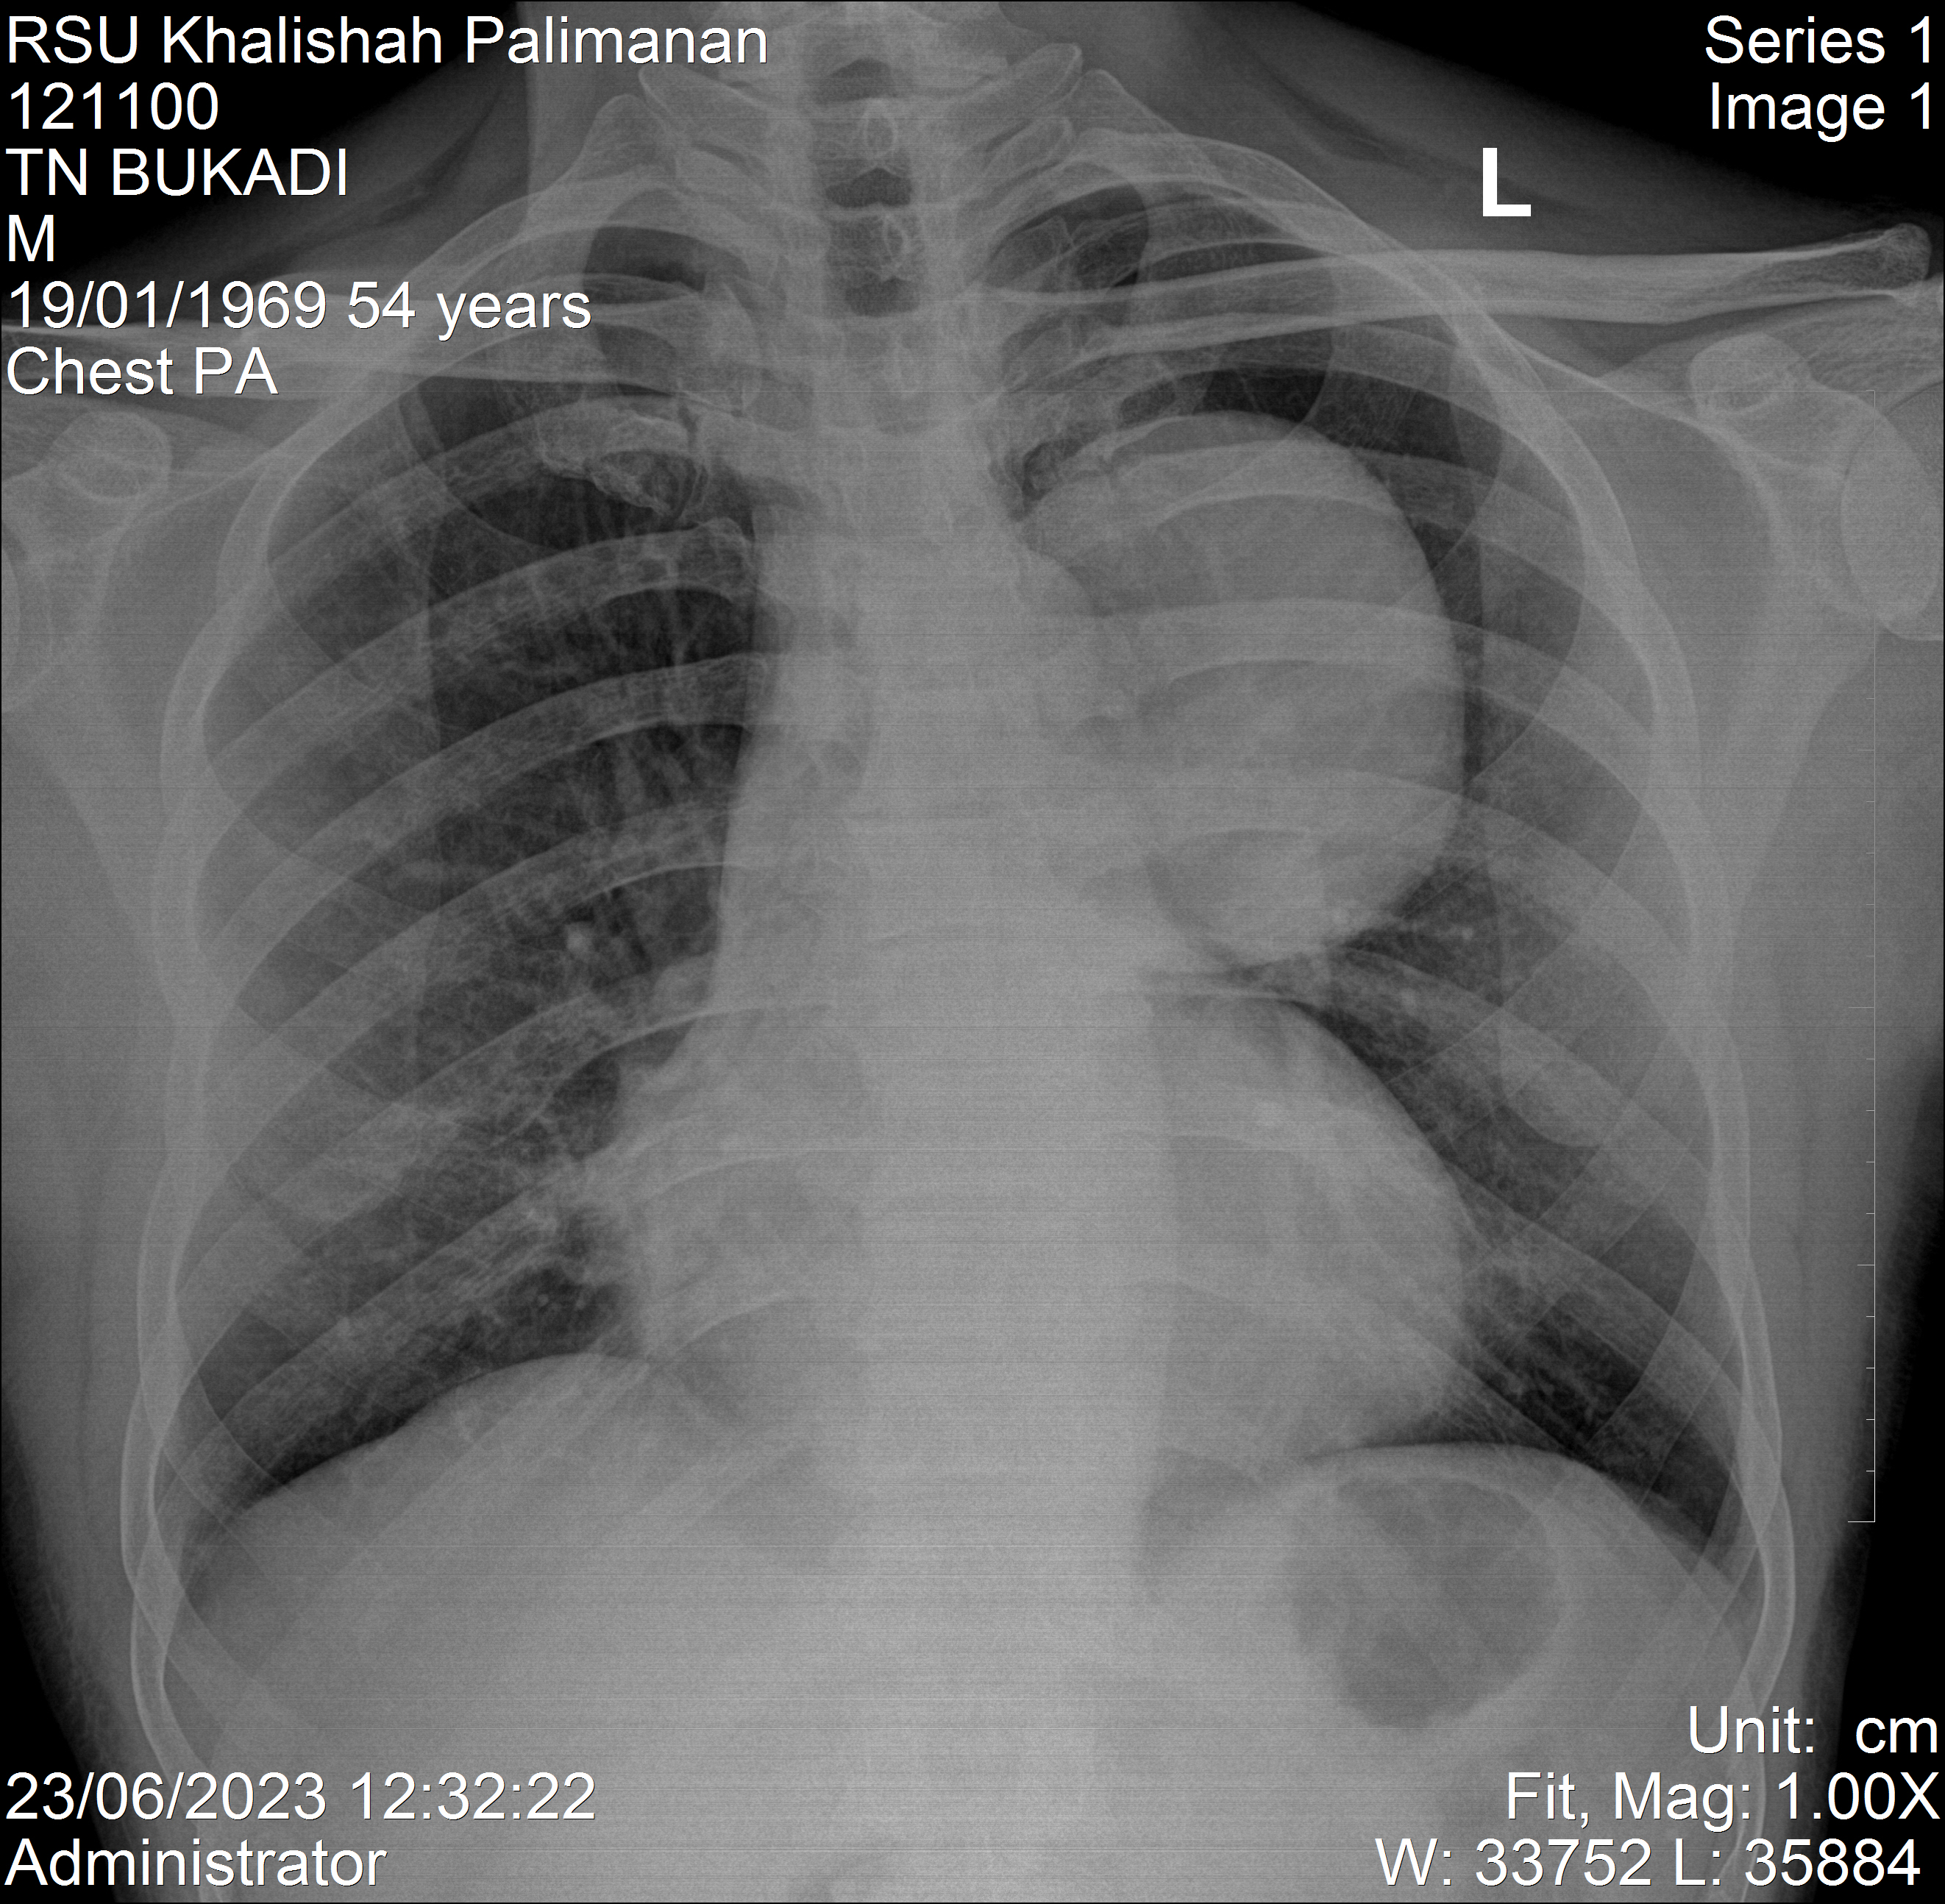 RSU Khalishah Palimanan
121100
TN BUKADI
M
19/01/1969 54 years
Chest PA
Series 1
Image 1
L
23/06/2023 12:32:22
Administrator
Unit: cm
Fit, Mag: 1.00X
W: 33752 L: 35884